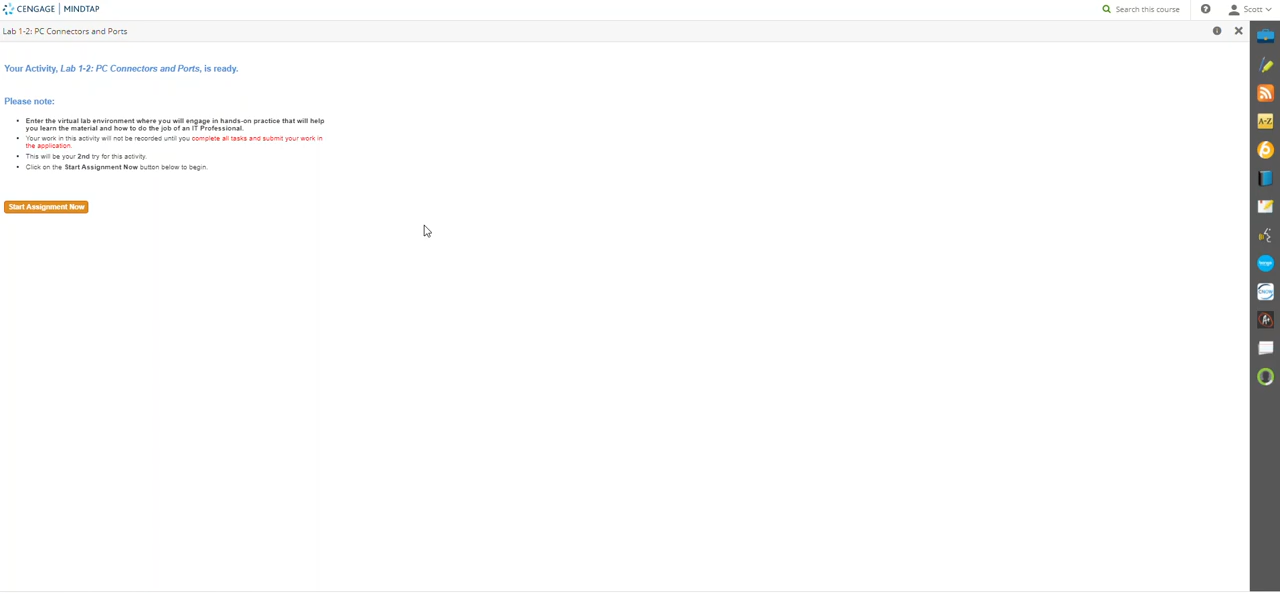 CENGAGE | MINDTAP
Search this course
Scott
Lab 1-2: PC Connectors and Ports
Your Activity, Lab 1-2: PC Connectors and Ports, is ready.
Please note:
• Enter the virtual lab environment where you will engage in hands-on practice that will help
you learn the material and how to do the job of an IT Professional.
• Your work in this activity will not be recorded until you complete all tasks and submit your work in
the application.
• This will be your 2nd try for this activity.
• Click on the Start Assignment Now button below to begin.
Start Assignment Now
A-Z
A+